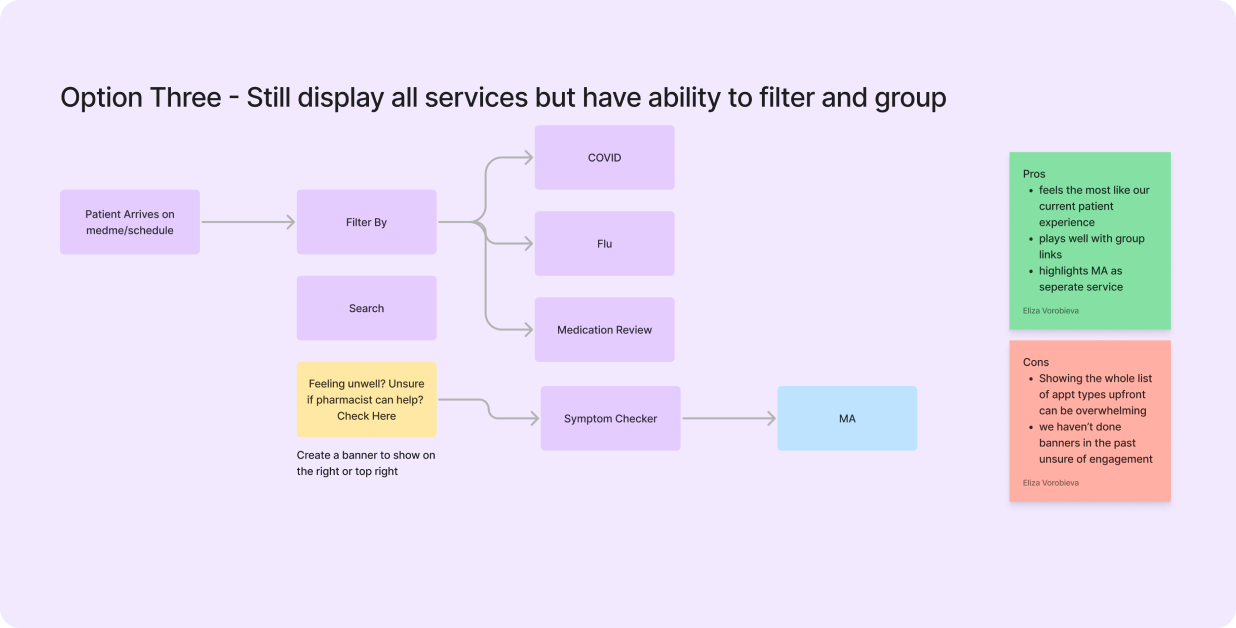 Option Three - Still display all services but have ability to filter and group
Patient Arrives on
medme/schedule
Filter By
Search
Feeling unwell? Unsure
if pharmacist can help?
Check Here
Create a banner to show on
the right or top right
COVID
Flu
Medication Review
Symptom Checker
MA
Pros
• feels the most like our
current patient
experience
• plays well with group
links
• highlights MA as
seperate service
Eliza Vorobieva
Cons
• Showing the whole list
of appt types upfront
can be overwhelming
• we haven't done
banners in the past
unsure of engagement
Eliza Vorobieva